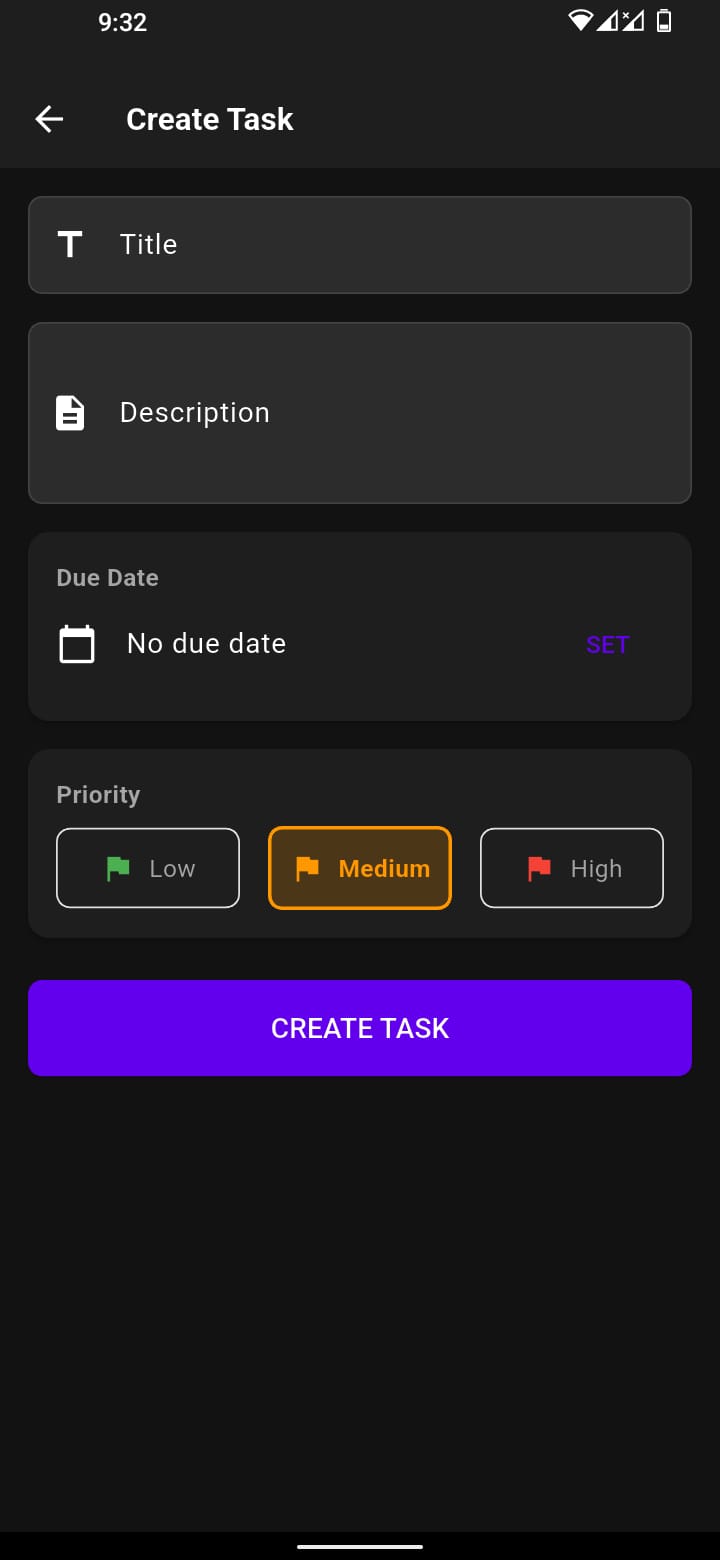 9:32
Create Task
Title
Description
Due Date
No due date
SET
Priority
Low
Medium
High
CREATE TASK